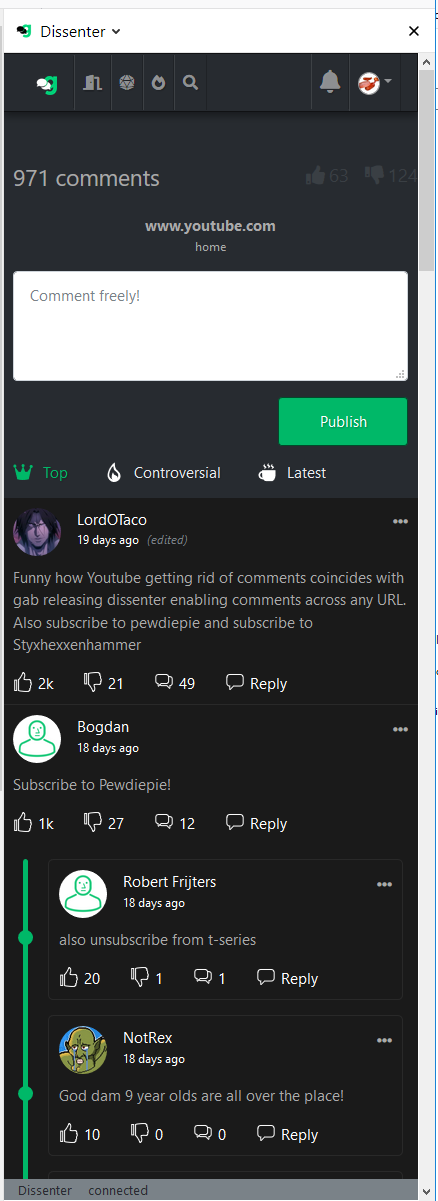 Dissenter
971 comments
63
124
www.youtube.com
home
Comment freely!
Publish
Top
Controversial
Latest
LordOTaco
19 days ago (edited)
Funny how Youtube getting rid of comments coincides with
gab releasing dissenter enabling comments across any URL.
Also subscribe to pewdiepie and subscribe to
Styxhexxenhammer
2k 21 49 Reply
Bogdan
18 days ago
Subscribe to Pewdiepie!
1k 27 12 Reply
Robert Frijters
18 days ago
also unsubscribe from t-series
20 1 1 Reply
NotRex
18 days ago
God dam 9 year olds are all over the place!
10 0 0 Reply
Dissenter connected